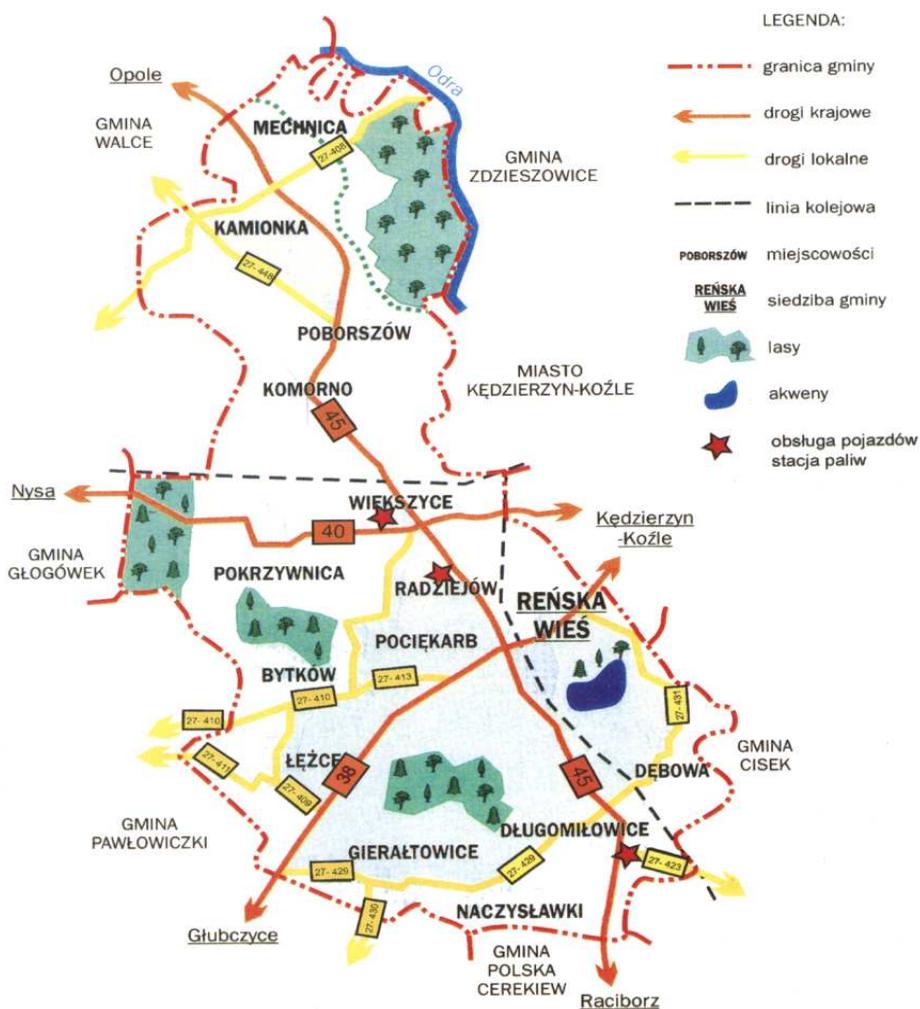 LEGENDA:
granica gminy
drogi krajowe
drogi lokalne
linia kolejowa
POBORSZÓW miejscowości
REŃSKA
WIEŚ
siedziba gminy
lasy
akweny
obsługa pojazdów
stacja paliw
Odra
Opole
GMINA
WALCE
MECHNICA
27-408
GMINA
ZDZIESZOWICE
KAMIONKA
27-448
POBORSZÓW
MIASTO
KĘDZIERZYN-KOŹLE
KOMORNO
45
Nysa
WIĘKSZYCE
40
Kędzierzyn
-Koźle
GMINA
GŁOGÓWEK
POKRZYWNICA
RADZIEJÓW
REŃSKA
WIEŚ
POCIĘKARB
BYTKÓW
27-413
27-410
27-410
27-431
27-411
ŁĘŻCE
27-409
38
45
DĘBOWA
GMINA
CISEK
GMINA
PAWŁOWICZKI
DŁUGOMIŁOWICE
GIERAŁTOWICE
27-429
27-429
27-423
27-430
NACZYSŁAWKI
Głubczyce
GMINA
POLSKA
CEREKIEW
Raciborz